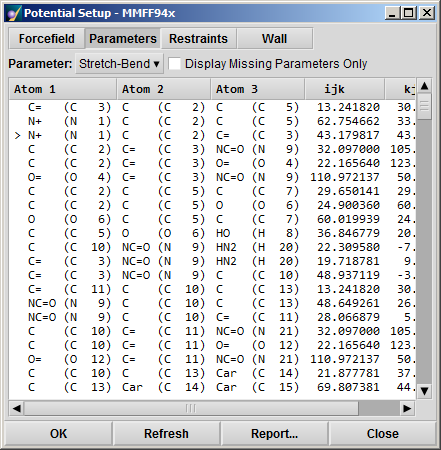 Potential Setup - MMFF94x
Forcefield Parameters Restraints Wall
Parameter: Stretch-Bend Display Missing Parameters Only
Atom 1 Atom 2 Atom 3 ijk kj
C= (C 3) C (C 2) C (C 5) 13.241820 30.
N+ (N 1) C (C 2) C (C 5) 62.754662 33.
> N+ (N 1) C (C 2) C= (C 3) 43.179817 43.
C (C 2) C= (C 3) NC=O (N 9) 32.097000 105.
C (C 2) C= (C 3) O= (O 4) 22.165640 123.
O= (O 4) C= (C 3) NC=O (N 9) 110.972137 50.
C (C 2) C (C 5) C (C 7) 29.650141 29.
C (C 2) C (C 5) O (O 6) 24.900360 60.
O (O 6) C (C 5) C (C 7) 60.019939 24.
C (C 5) O (O 6) HO (H 8) 36.846779 20.
C (C 10) NC=O (N 9) HN2 (H 20) 22.309580 -7.
C= (C 3) NC=O (N 9) HN2 (H 20) 19.718781 9.
C= (C 3) NC=O (N 9) C (C 10) 48.937119 -3.
C= (C 11) C (C 10) C (C 13) 13.241820 30.
NC=O (N 9) C (C 10) C (C 13) 48.649261 26.
NC=O (N 9) C (C 10) C= (C 11) 28.066879 5.
C (C 10) C= (C 11) NC=O (N 21) 32.097000 105.
C (C 10) C= (C 11) O= (O 12) 22.165640 123.
O= (O 12) C= (C 11) NC=O (N 21) 110.972137 50.
C (C 10) C (C 13) Car (C 14) 21.877781 37.
C (C 13) Car (C 14) Car (C 15) 69.807381 44.
OK Refresh Report... Close